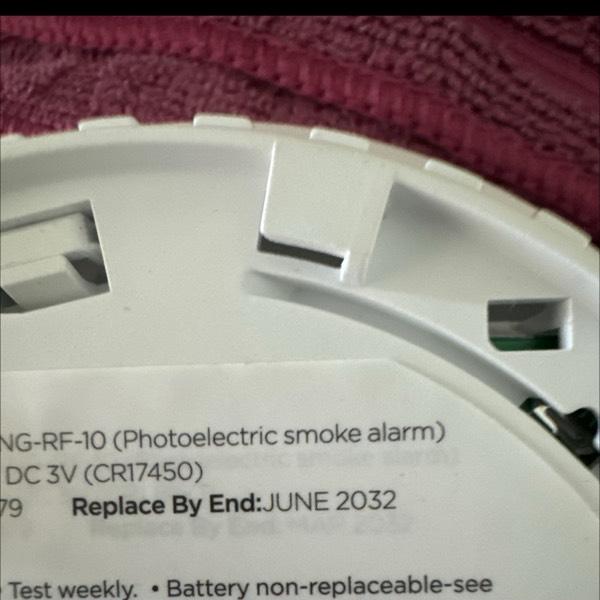 NG-RF-10 (Photoelectric smoke alarm)
DC 3V (CR17450)
79 Replace By End:JUNE 2032
Test weekly. • Battery non-replaceable-see